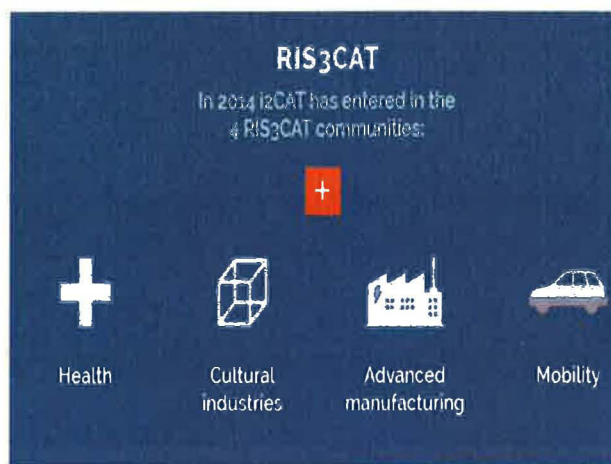 RIS3CAT
In 2014 i2CAT has entered in the
4 RIS3CAT communities:
+
Health
Cultural
industries
Advanced
manufacturing
Mobility